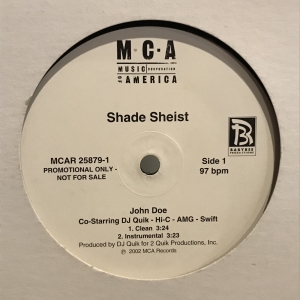 M·C·A
MUSIC CORPORATION
OF AMERICA
Shade Sheist
MCAR 25879-1
PROMOTIONAL ONLY -
NOT FOR SALE
Side 1
97 bpm
B
BABYREE
PRODUCTIONS
John Doe
Co-Starring DJ Quik - Hi-C - AMG - Swift
1. Clean 3:24
2. Instrumental 3:23
Produced by DJ Quik for 2 Quik Productions, Inc.
℗ 2002 MCA Records